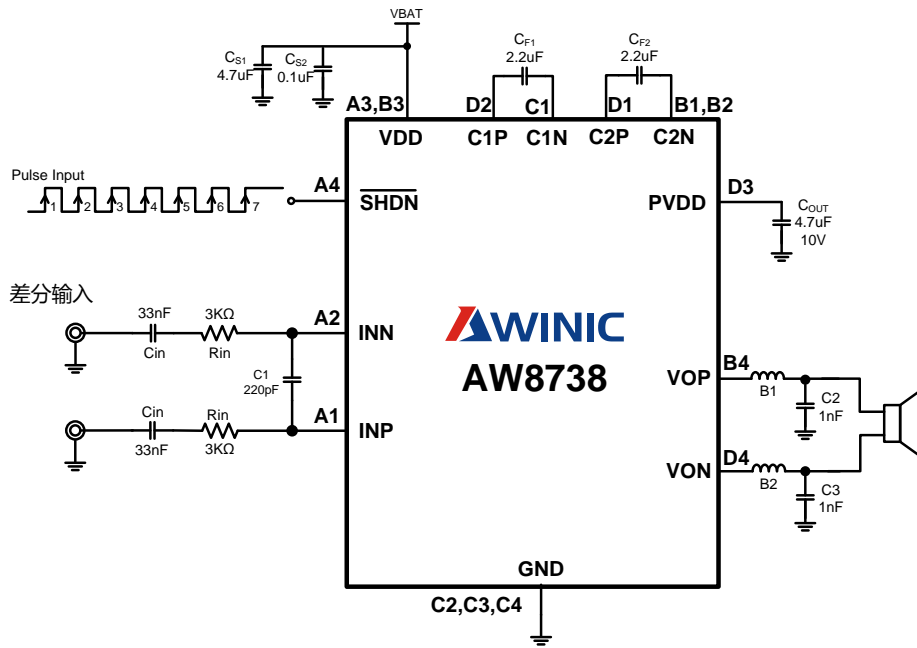 VBAT
CS1
4.7uF
CS2
0.1uF
CF1
2.2uF
CF2
2.2uF
A3,B3
D2
C1
D1
B1,B2
VDD
C1P
C1N
C2P
C2N
Pulse Input
1 2 3 4 5 6 7
A4
SHDN
PVDD
D3
COUT
4.7uF
10V
差分输入
33nF
Cin
3KΩ
Rin
A2
INN
C1
220pF
Cin
33nF
Rin
3KΩ
A1
INP
AWINIC
AW8738
VOP
B4
B1
C2
1nF
VON
D4
B2
C3
1nF
GND
C2,C3,C4